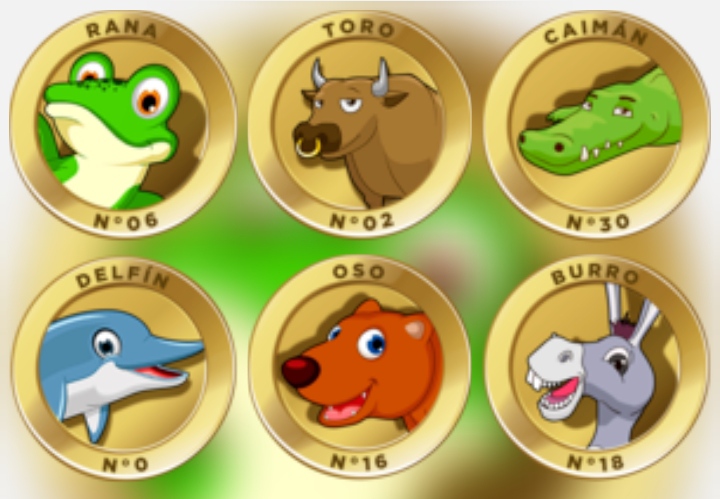 RANA
N°06
TORO
N°02
CAIMÁN
N°30
DELFÍN
N°0
OSO
N°16
BURRO
N°18